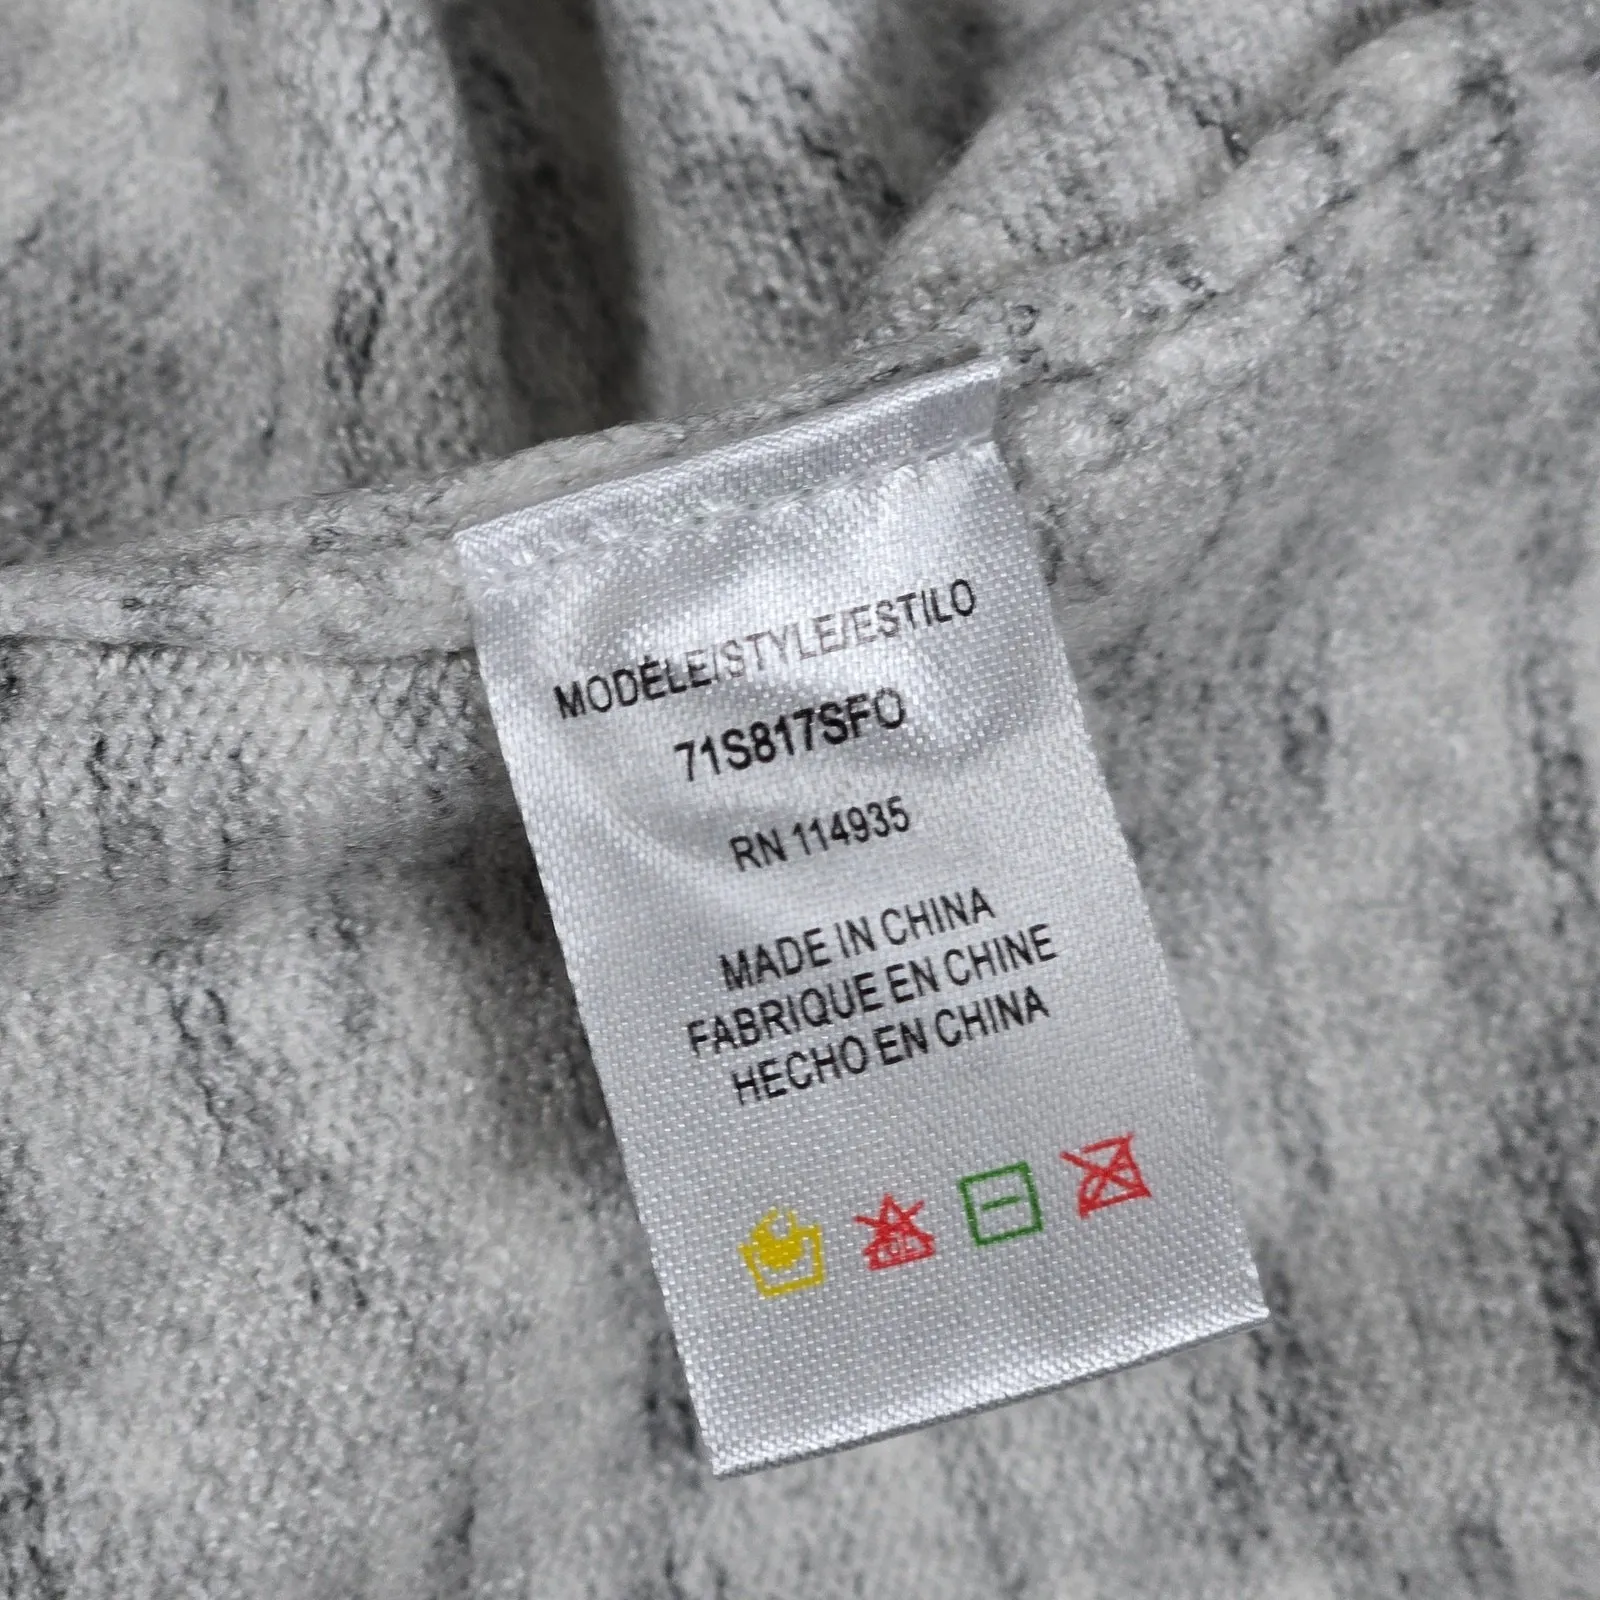 MODÈLE/STYLE/ESTILO
71S817SFO
RN 114935
MADE IN CHINA
FABRIQUE EN CHINE
HECHO EN CHINA